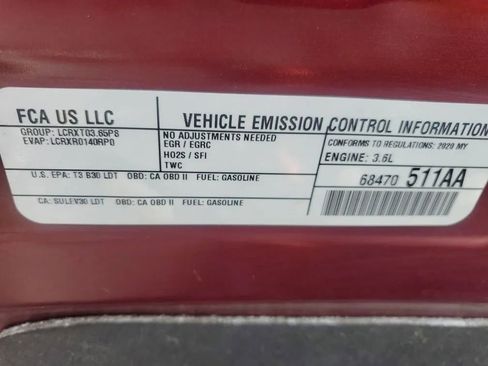 FCA US LLC
GROUP: LCRXT03.65PS
EVAP: LCRXR0140RP0
VEHICLE EMISSION CONTROL INFORMATION
NO ADJUSTMENTS NEEDED
EGR / EGRC
HO2S / SFI
TWC
CONFORMS TO REGULATIONS: 2020 MY
ENGINE: 3.6L
U.S. EPA: T3 B30 LDT OBD: CA OBD II FUEL: GASOLINE
CA: SULEV30 LDT OBD: CA OBD II FUEL: GASOLINE
68470 511AA